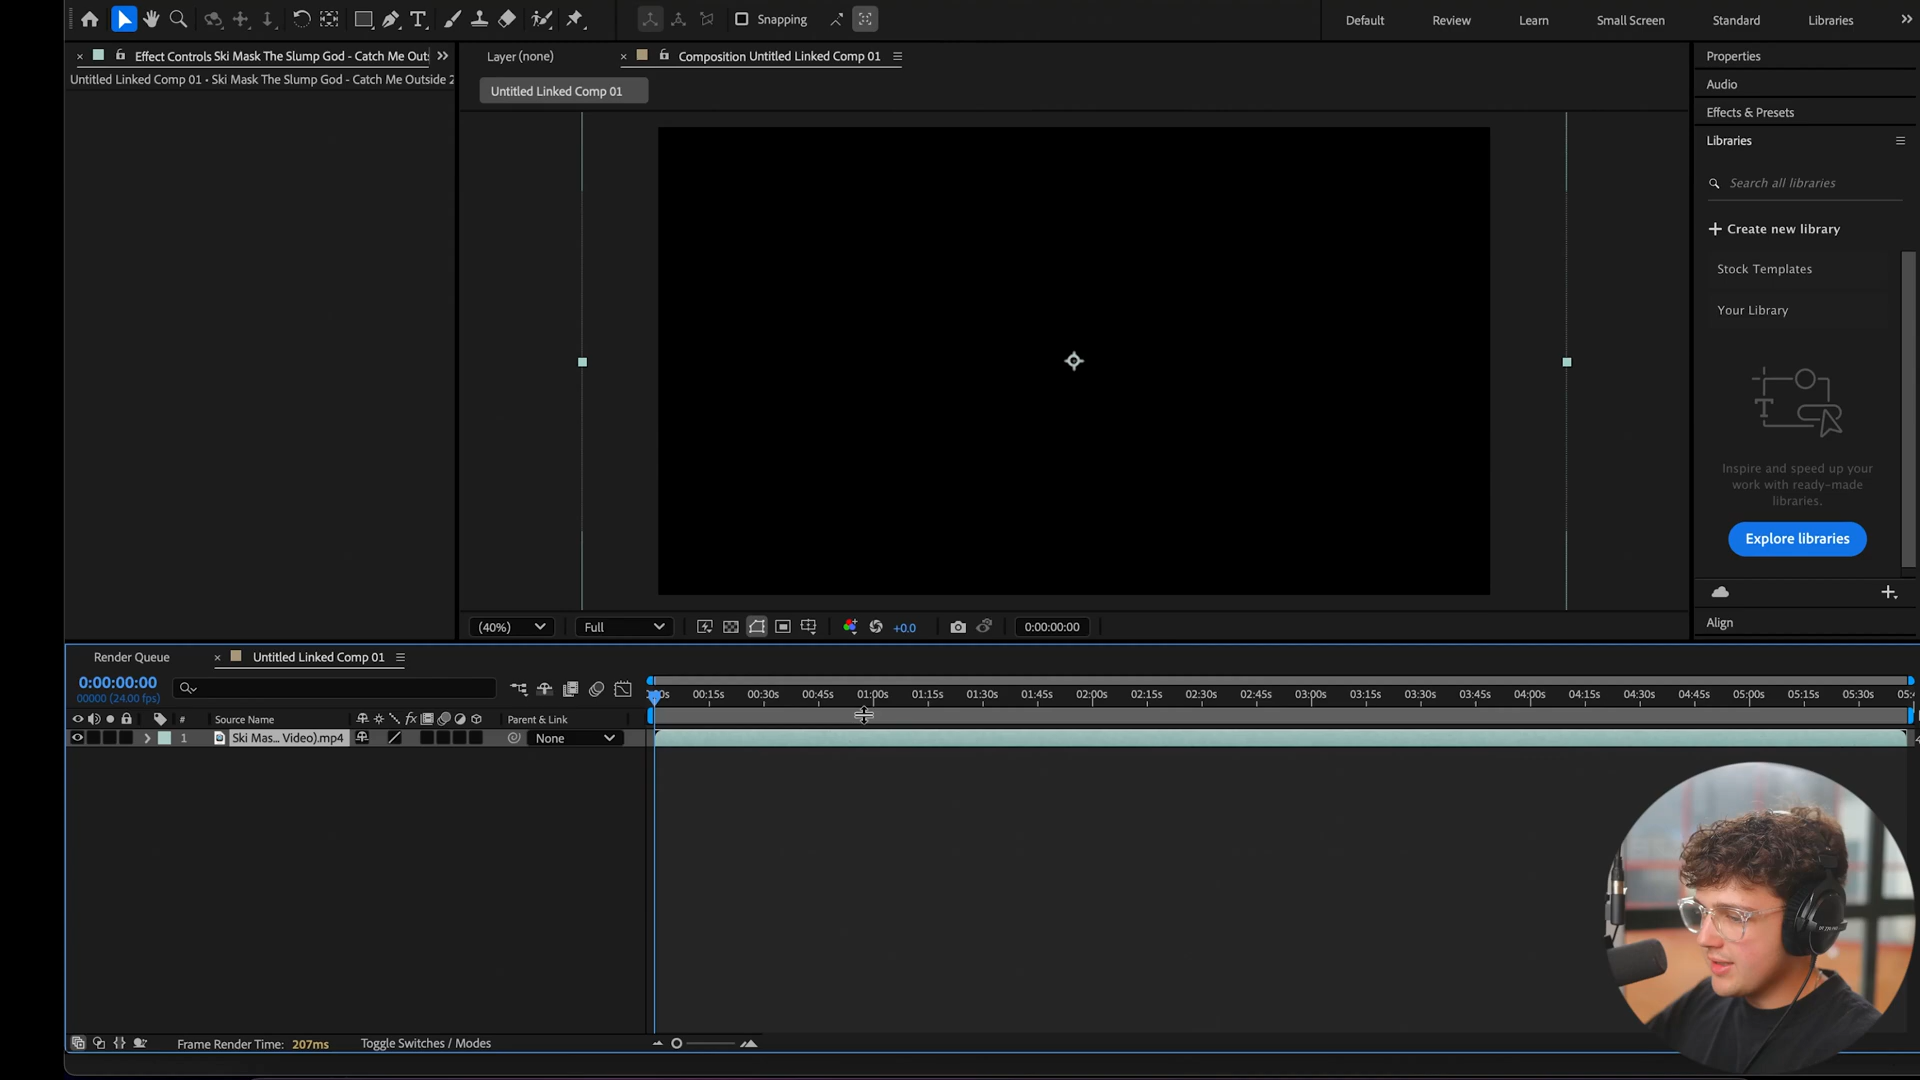 Snapping
Default
Review
Learn
Small Screen
Standard
Libraries
Effect Controls Ski Mask The Slump God - Catch Me Out
Layer (none)
Composition Untitled Linked Comp 01
Properties
Untitled Linked Comp 01 • Ski Mask The Slump God - Catch Me Outside 2
Untitled Linked Comp 01
Audio
Effects & Presets
Libraries
Search all libraries
Create new library
Stock Templates
Your Library
Inspire and speed up your
work with ready-made
libraries.
Explore libraries
(40%)
Full
+0.0
0:00:00:00
Align
Render Queue
Untitled Linked Comp 01
0:00:00:00
00000 (24.00 fps)
00:15s 00:30s 00:45s 01:00s 01:15s 01:30s 01:45s 02:00s 02:15s 02:30s 02:45s 03:00s 03:15s 03:30s 03:45s 04:00s 04:15s 04:30s 04:45s 05:00s 05:15s 05:30s
# Source Name
fx
Parent & Link
1 Ski Mas... Video).mp4
None
Frame Render Time: 207ms
Toggle Switches / Modes